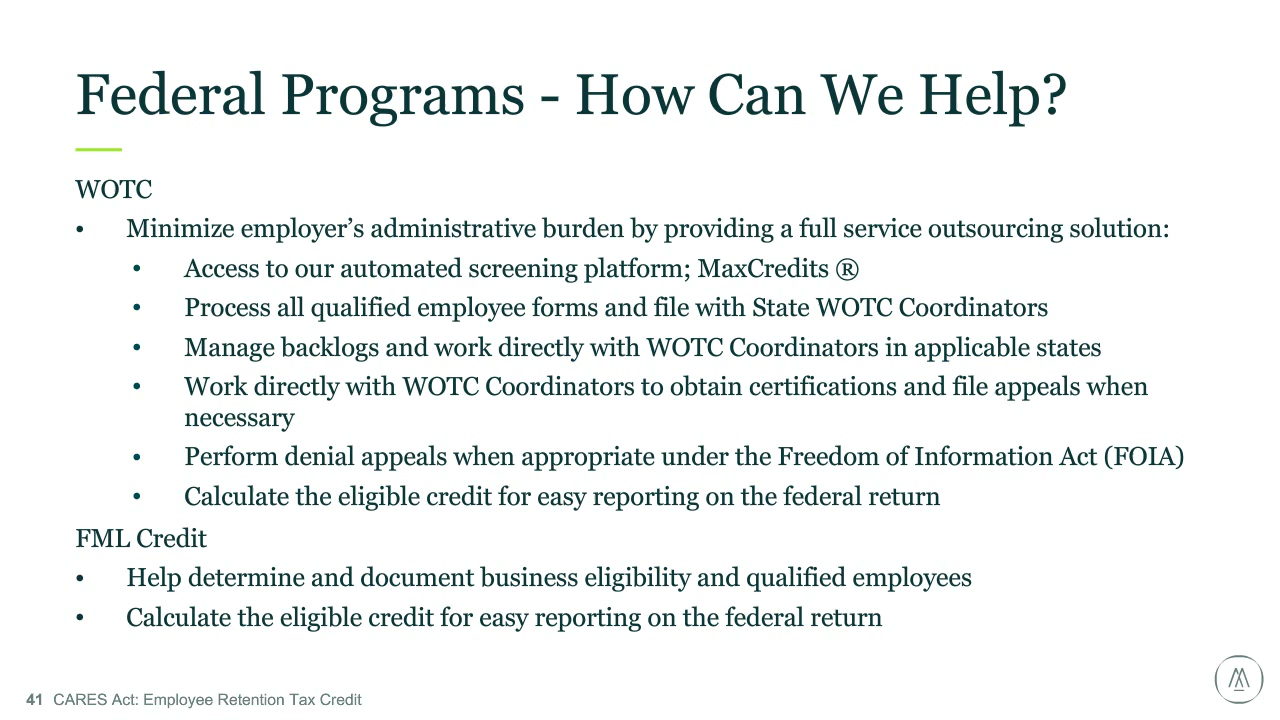 Federal Programs - How Can We Help?
WOTC
• Minimize employer’s administrative burden by providing a full service outsourcing solution:
• Access to our automated screening platform; MaxCredits ®
• Process all qualified employee forms and file with State WOTC Coordinators
• Manage backlogs and work directly with WOTC Coordinators in applicable states
• Work directly with WOTC Coordinators to obtain certifications and file appeals when
necessary
• Perform denial appeals when appropriate under the Freedom of Information Act (FOIA)
• Calculate the eligible credit for easy reporting on the federal return
FML Credit
• Help determine and document business eligibility and qualified employees
• Calculate the eligible credit for easy reporting on the federal return
41 CARES Act: Employee Retention Tax Credit